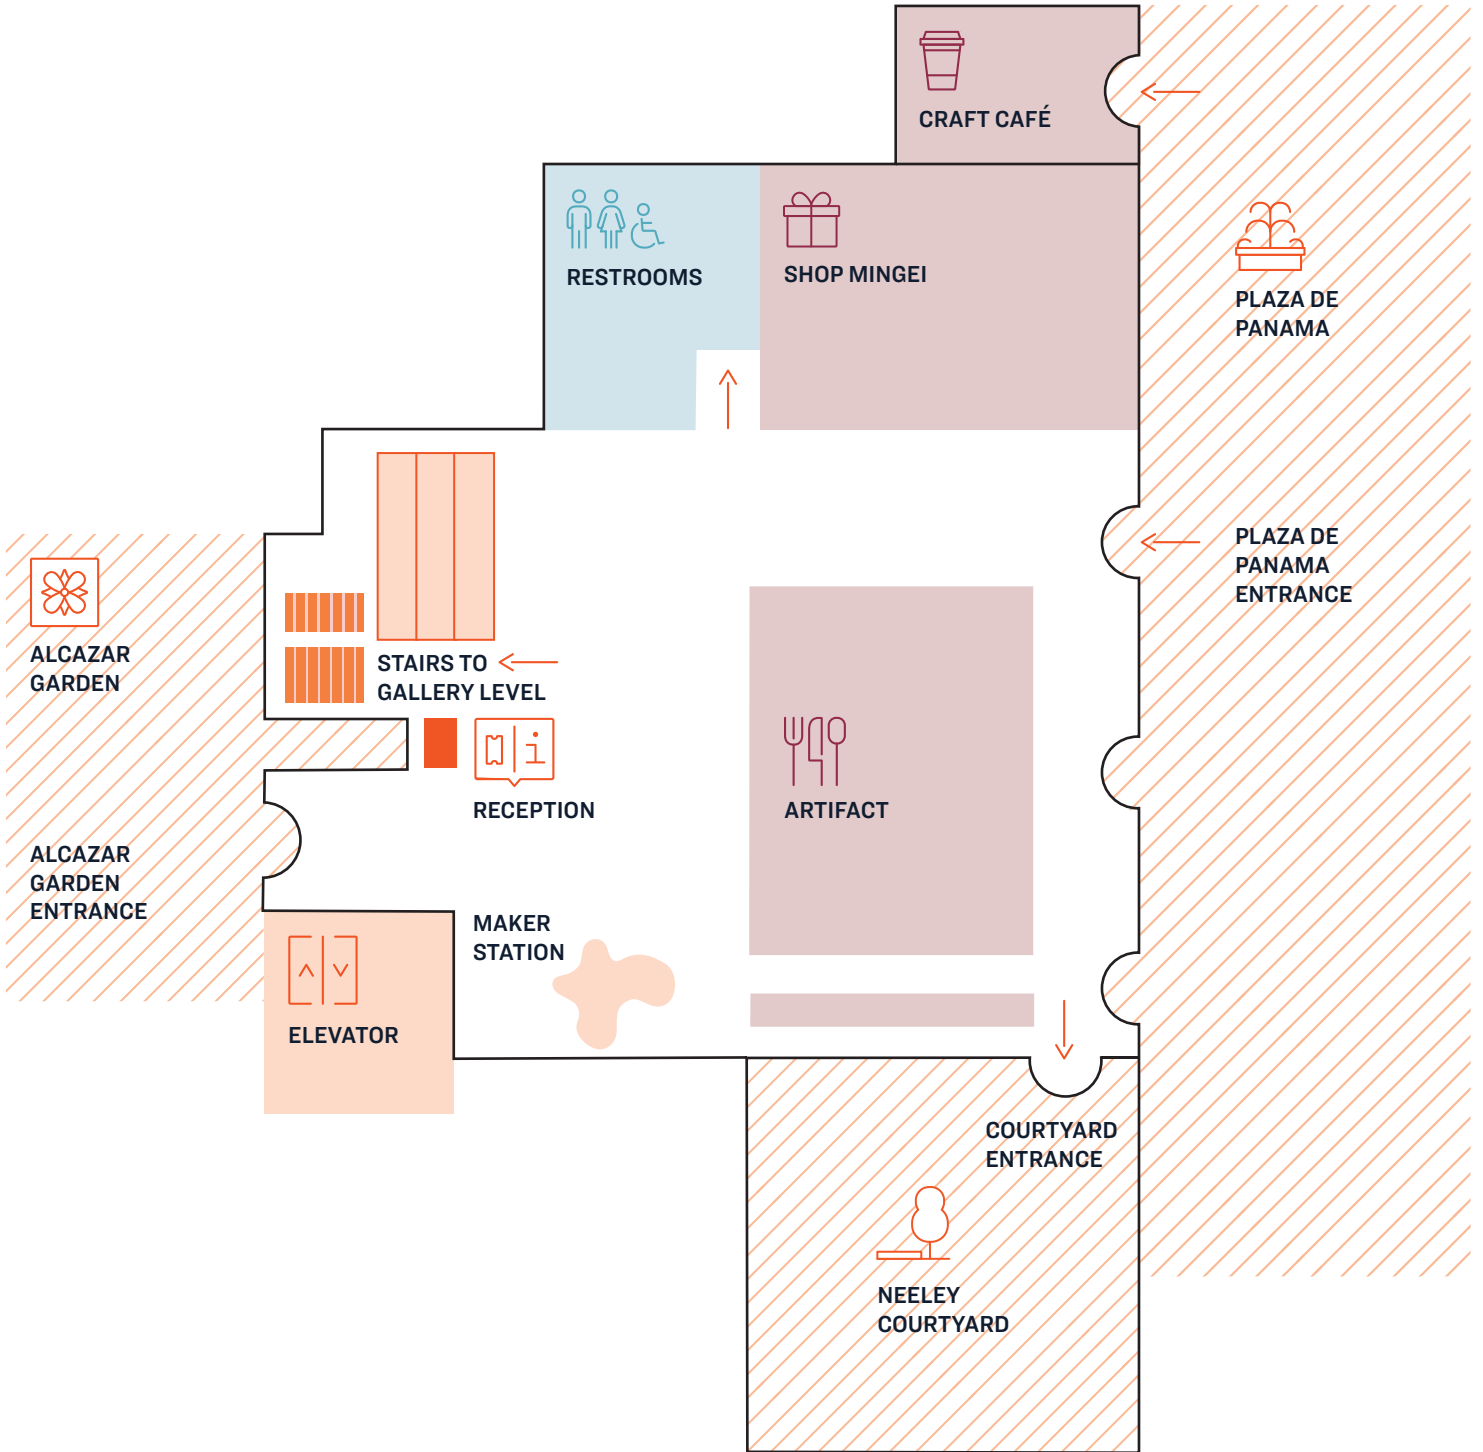 CRAFT CAFÉ
RESTROOMS
SHOP MINGEI
PLAZA DE
PANAMA
PLAZA DE
PANAMA
ENTRANCE
ALCAZAR
GARDEN
STAIRS TO
GALLERY LEVEL
RECEPTION
ARTIFACT
ALCAZAR
GARDEN
ENTRANCE
MAKER
STATION
ELEVATOR
COURTYARD
ENTRANCE
NEELEY
COURTYARD